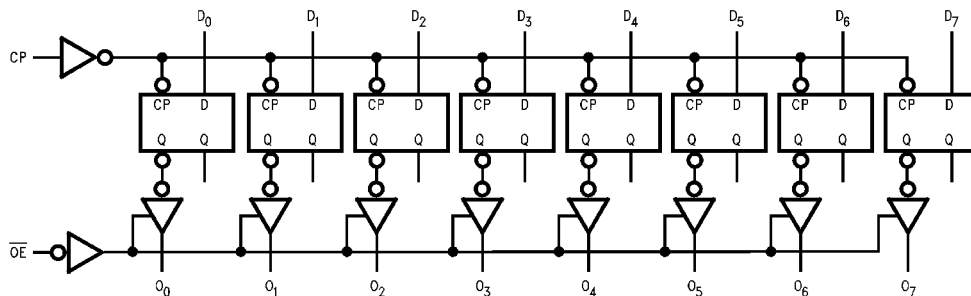 D₀ D₁ D₂ D₃ D₄ D₅ D₆ D₇
CP
CP D CP D CP D CP D CP D CP D CP D CP D
Q Q Q Q Q Q Q Q Q Q Q Q Q Q Q Q
O̅E̅
O₀ O₁ O₂ O₃ O₄ O₅ O₆ O₇